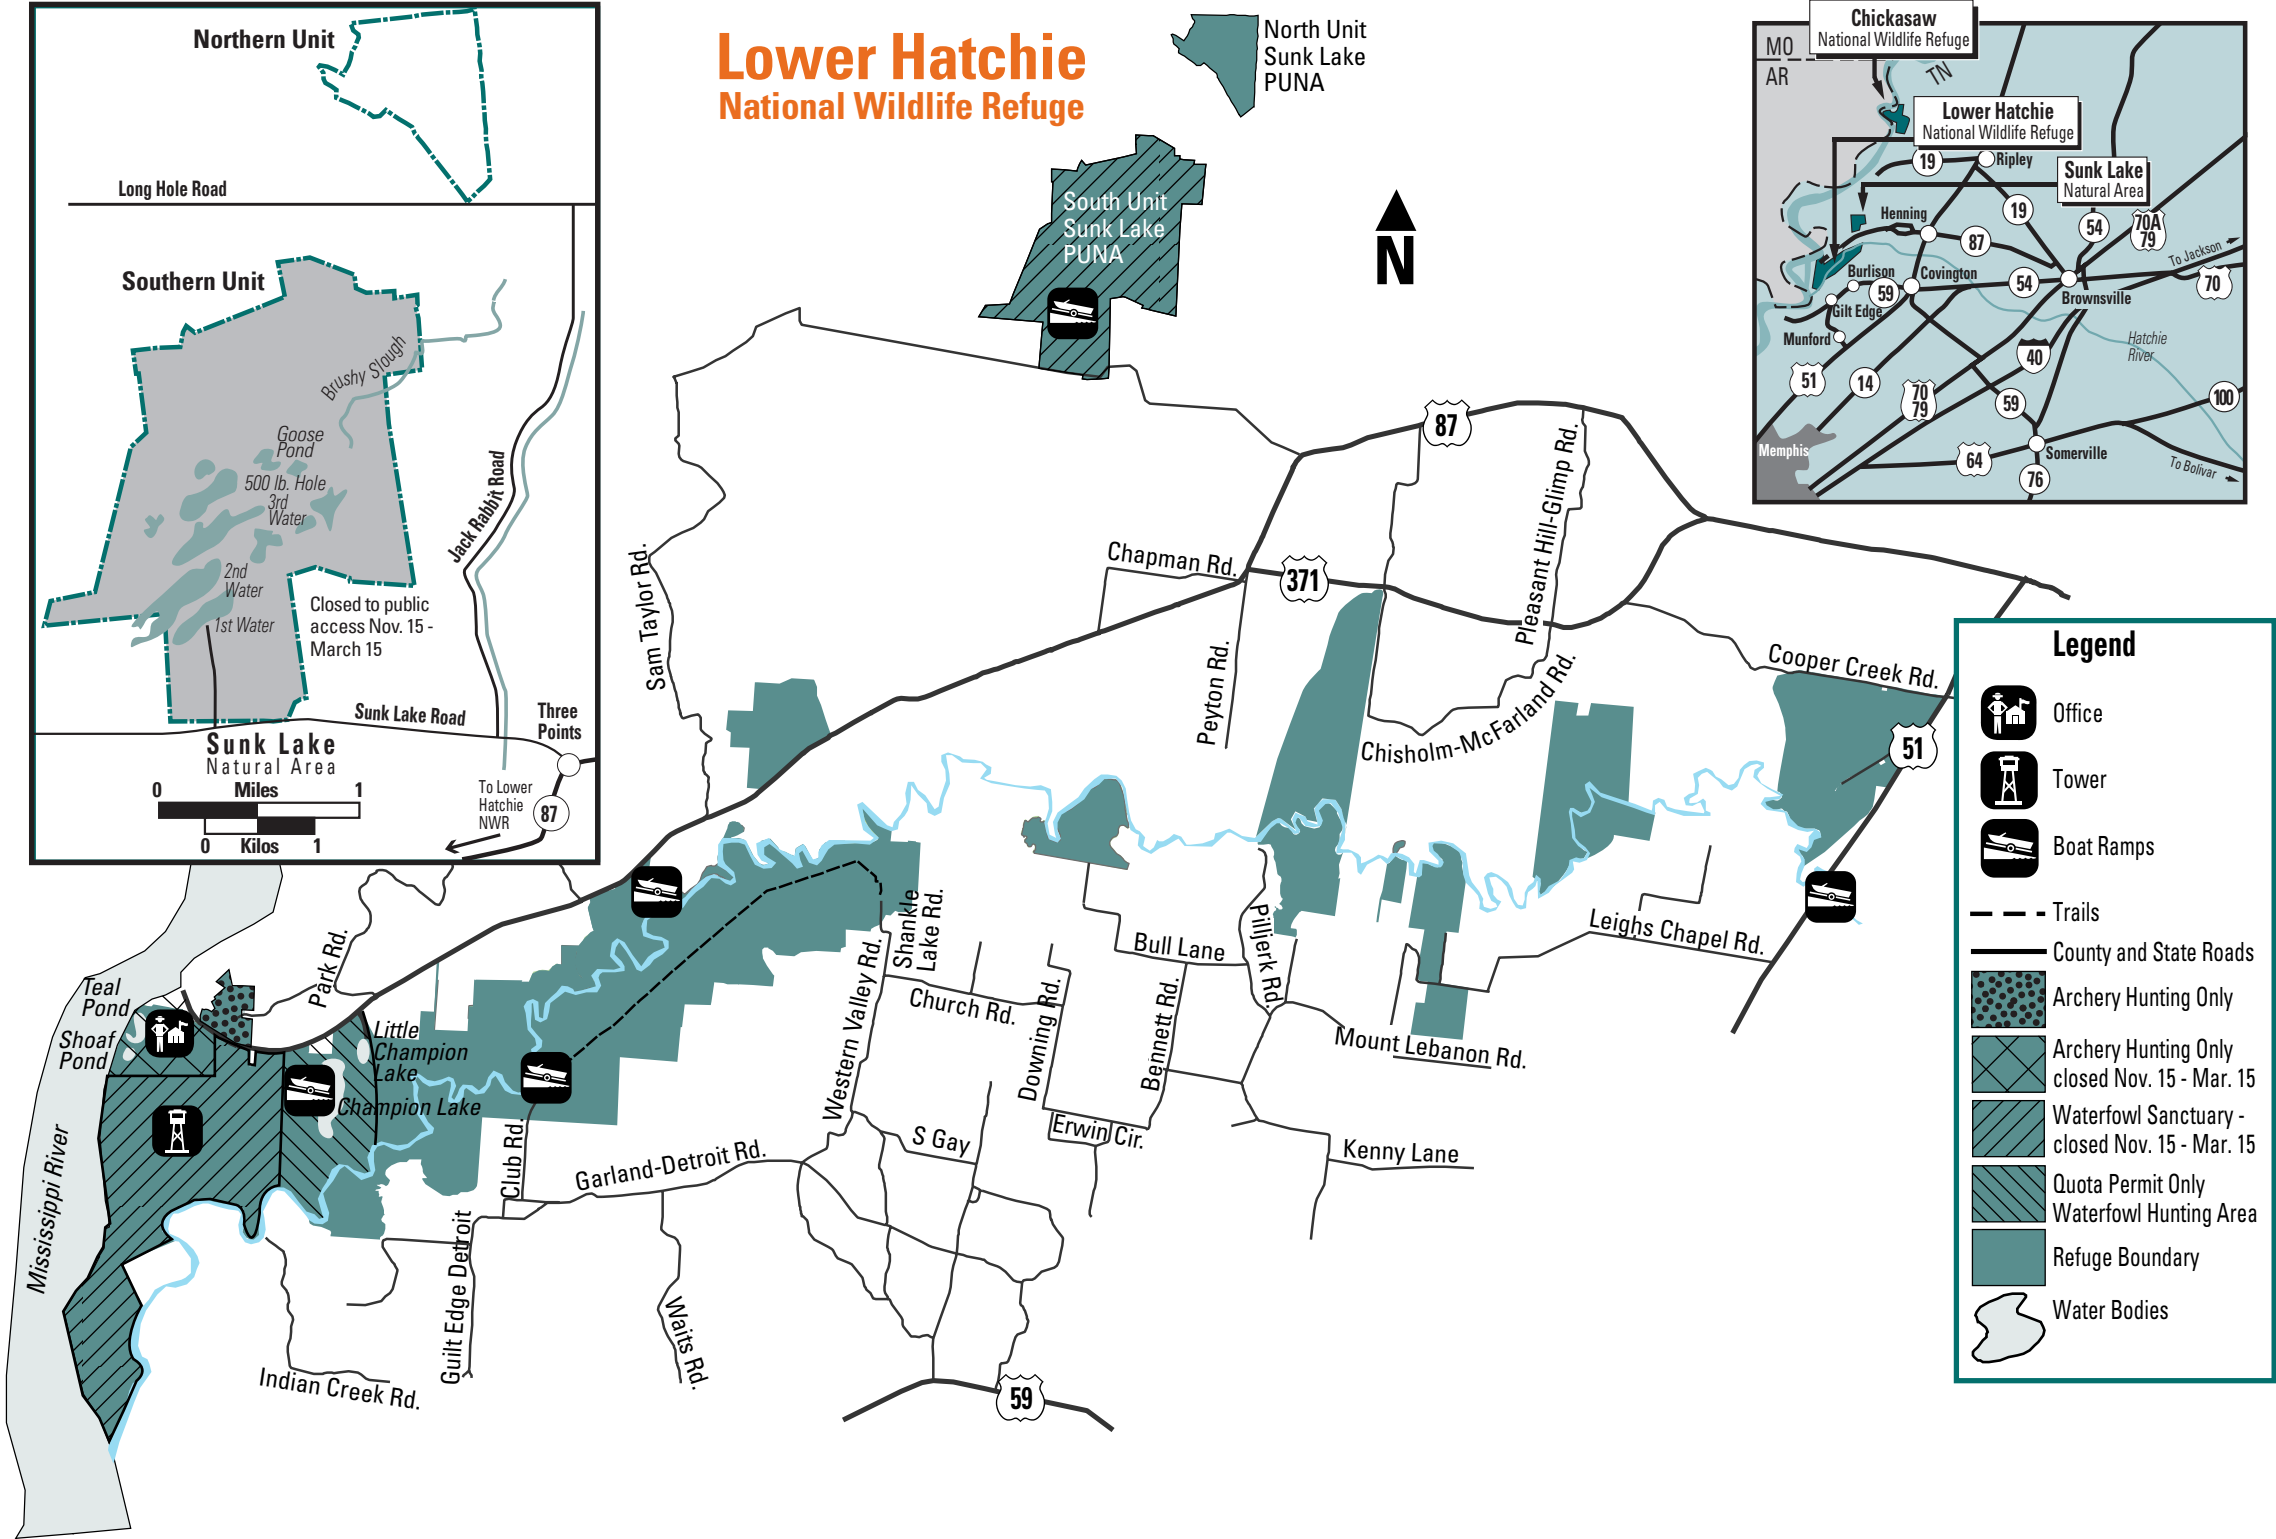 Lower Hatchie
National Wildlife Refuge
Northern Unit
Long Hole Road
Southern Unit
Brushy Slough
Goose
Pond
500 lb. Hole
3rd
Water
2nd
Water
1st Water
Closed to public
access Nov. 15 -
March 15
Jack Rabbit Road
Sunk Lake Road
Three
Points
Sunk Lake
Natural Area
0 Miles 1
0 Kilos 1
To Lower
Hatchie
NWR
87
North Unit
Sunk Lake
PUNA
South Unit
Sunk Lake
PUNA
N
Chickasaw
National Wildlife Refuge
MO
AR
TN
Lower Hatchie
National Wildlife Refuge
Sunk Lake
Natural Area
19
Ripley
19
Henning
87
54
70A
79
To Jackson
70
Burlison
59
Covington
54
Brownsville
Gilt Edge
Munford
Hatchie
River
40
51
14
70
79
59
100
Memphis
64
Somerville
76
To Bolivar
87
371
Chapman Rd.
Pleasant Hill-Glimp Rd.
Sam Taylor Rd.
Peyton Rd.
Chisholm-McFarland Rd.
Cooper Creek Rd.
51
Park Rd.
Teal
Pond
Shoaf
Pond
Little
Champion
Lake
Champion Lake
Mississippi River
Shankle
Lake Rd.
Western Valley Rd.
Church Rd.
Downing Rd.
Bull Lane
Bennett Rd.
Pilljerk Rd.
Leighs Chapel Rd.
Mount Lebanon Rd.
Erwin Cir.
Kenny Lane
S Gay
Garland-Detroit Rd.
Club Rd.
Guilt Edge Detroit
Waits Rd.
Indian Creek Rd.
59
Legend
Office
Tower
Boat Ramps
Trails
County and State Roads
Archery Hunting Only
Archery Hunting Only
closed Nov. 15 - Mar. 15
Waterfowl Sanctuary -
closed Nov. 15 - Mar. 15
Quota Permit Only
Waterfowl Hunting Area
Refuge Boundary
Water Bodies